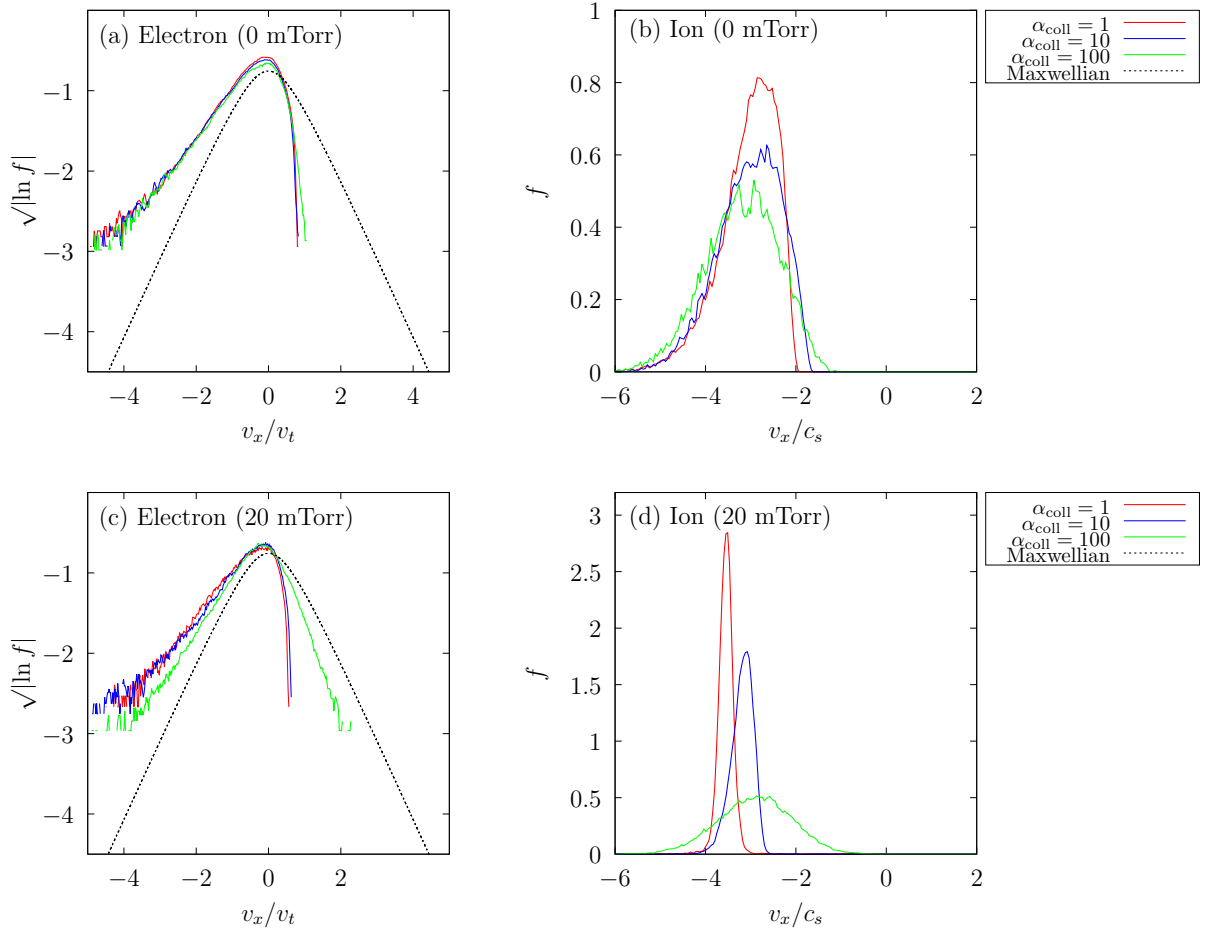 (a) Electron (0 mTorr)
√|ln f|
−1
−2
−3
−4
−4 −2 0 2 4
v_x/v_t
(b) Ion (0 mTorr)
f
1
0.8
0.6
0.4
0.2
0
−6 −4 −2 0 2
v_x/c_s
α_coll = 1
α_coll = 10
α_coll = 100
Maxwellian
(c) Electron (20 mTorr)
√|ln f|
−1
−2
−3
−4
−4 −2 0 2 4
v_x/v_t
(d) Ion (20 mTorr)
f
3
2.5
2
1.5
1
0.5
0
−6 −4 −2 0 2
v_x/c_s
α_coll = 1
α_coll = 10
α_coll = 100
Maxwellian